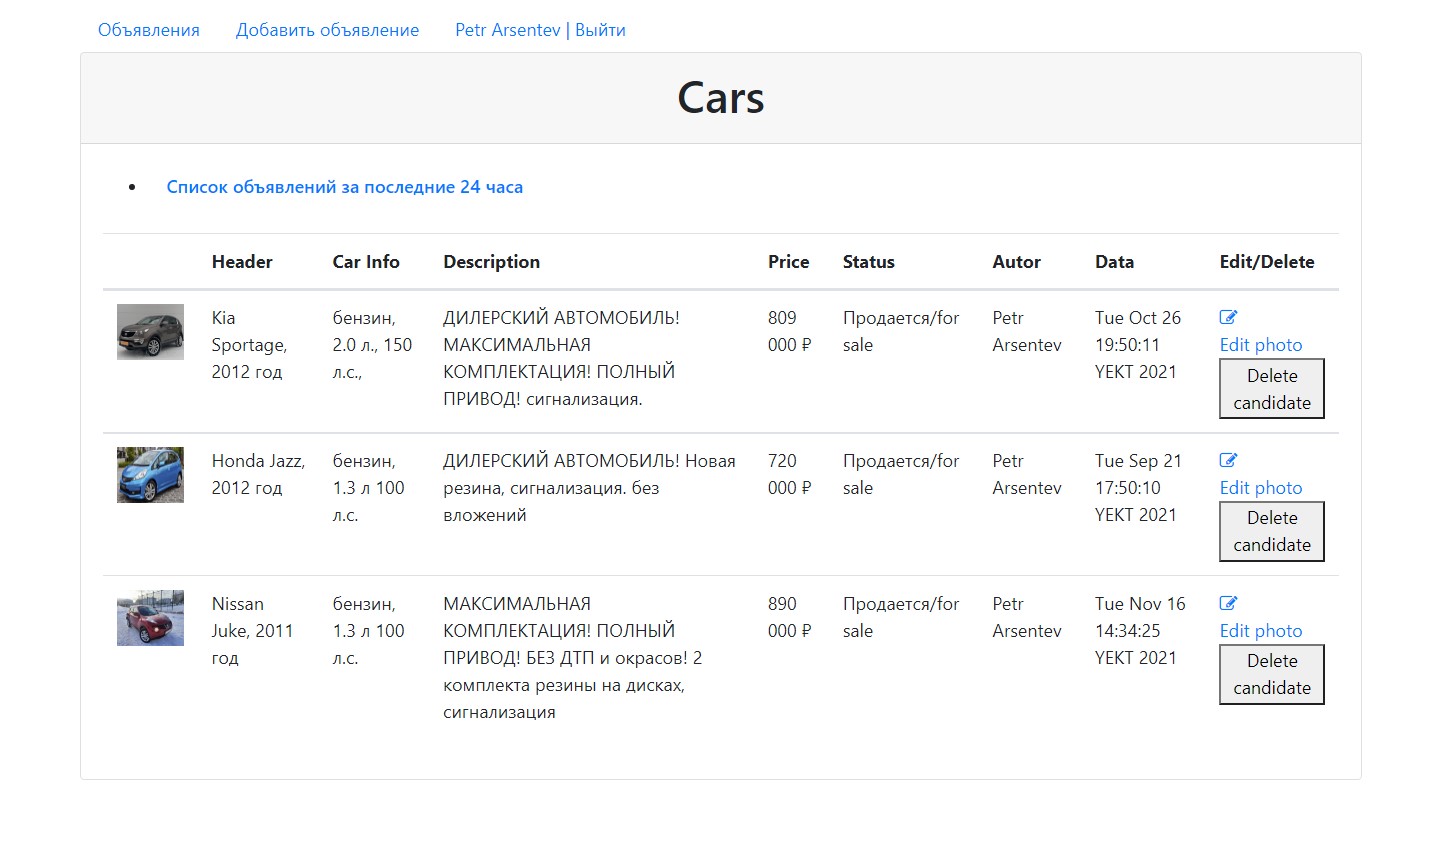 Объявления Добавить объявление Petr Arsentev | Выйти
Cars
Список объявлений за последние 24 часа
Header Car Info Description Price Status Autor Data Edit/Delete
Kia бензин, ДИЛЕРСКИЙ АВТОМОБИЛЬ! 809 Продается/for Petr Tue Oct 26
Sportage, 2.0 л., 150 МАКСИМАЛЬНАЯ 000 ₽ sale Arsentev 19:50:11 Edit photo
2012 год л.с., КОМПЛЕКТАЦИЯ! ПОЛНЫЙ YEKT 2021 Delete
ПРИВОД! сигнализация. candidate
Honda Jazz, бензин, ДИЛЕРСКИЙ АВТОМОБИЛЬ! Новая 720 Продается/for Petr Tue Sep 21
2012 год 1.3 л 100 резина, сигнализация. без 000 ₽ sale Arsentev 17:50:10 Edit photo
л.с. вложений YEKT 2021 Delete
candidate
Nissan бензин, МАКСИМАЛЬНАЯ 890 Продается/for Petr Tue Nov 16
Juke, 2011 1.3 л 100 КОМПЛЕКТАЦИЯ! ПОЛНЫЙ 000 ₽ sale Arsentev 14:34:25 Edit photo
год л.с. ПРИВОД! БЕЗ ДТП и окрасов! 2 YEKT 2021 Delete
комплекта резины на дисках, candidate
сигнализация